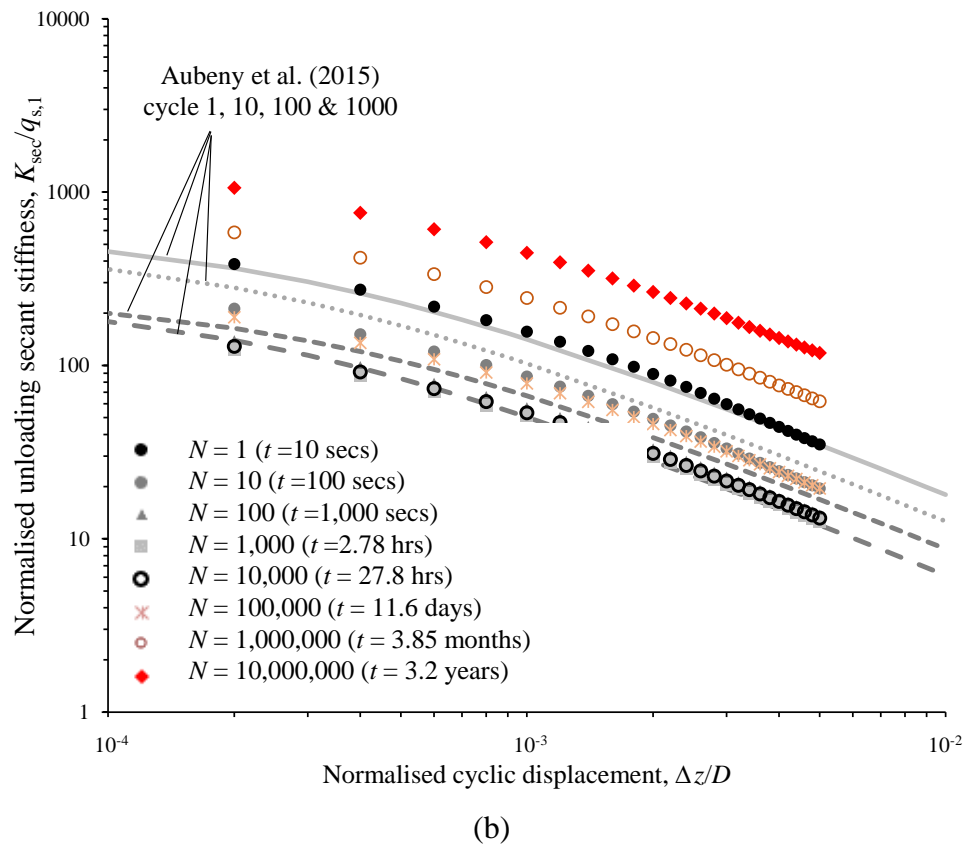 10000
1000
100
10
1
Normalised unloading secant stiffness, K_sec/q_s,1
Aubeny et al. (2015)
cycle 1, 10, 100 & 1000
N = 1 (t =10 secs)
N = 10 (t =100 secs)
N = 100 (t =1,000 secs)
N = 1,000 (t =2.78 hrs)
N = 10,000 (t = 27.8 hrs)
N = 100,000 (t = 11.6 days)
N = 1,000,000 (t = 3.85 months)
N = 10,000,000 (t = 3.2 years)
10^-4 10^-3 10^-2
Normalised cyclic displacement, Δz/D
(b)